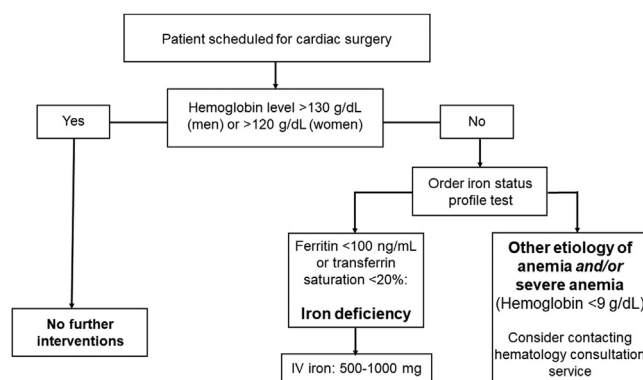 Patient scheduled for cardiac surgery
Hemoglobin level >130 g/dL
(men) or >120 g/dL (women)
Yes
No
Order iron status
profile test
Ferritin <100 ng/mL
or transferrin
saturation <20%:
Iron deficiency
Other etiology of
anemia and/or
severe anemia
(Hemoglobin <9 g/dL)
Consider contacting
hematology consultation
service
No further
interventions
IV iron: 500-1000 mg